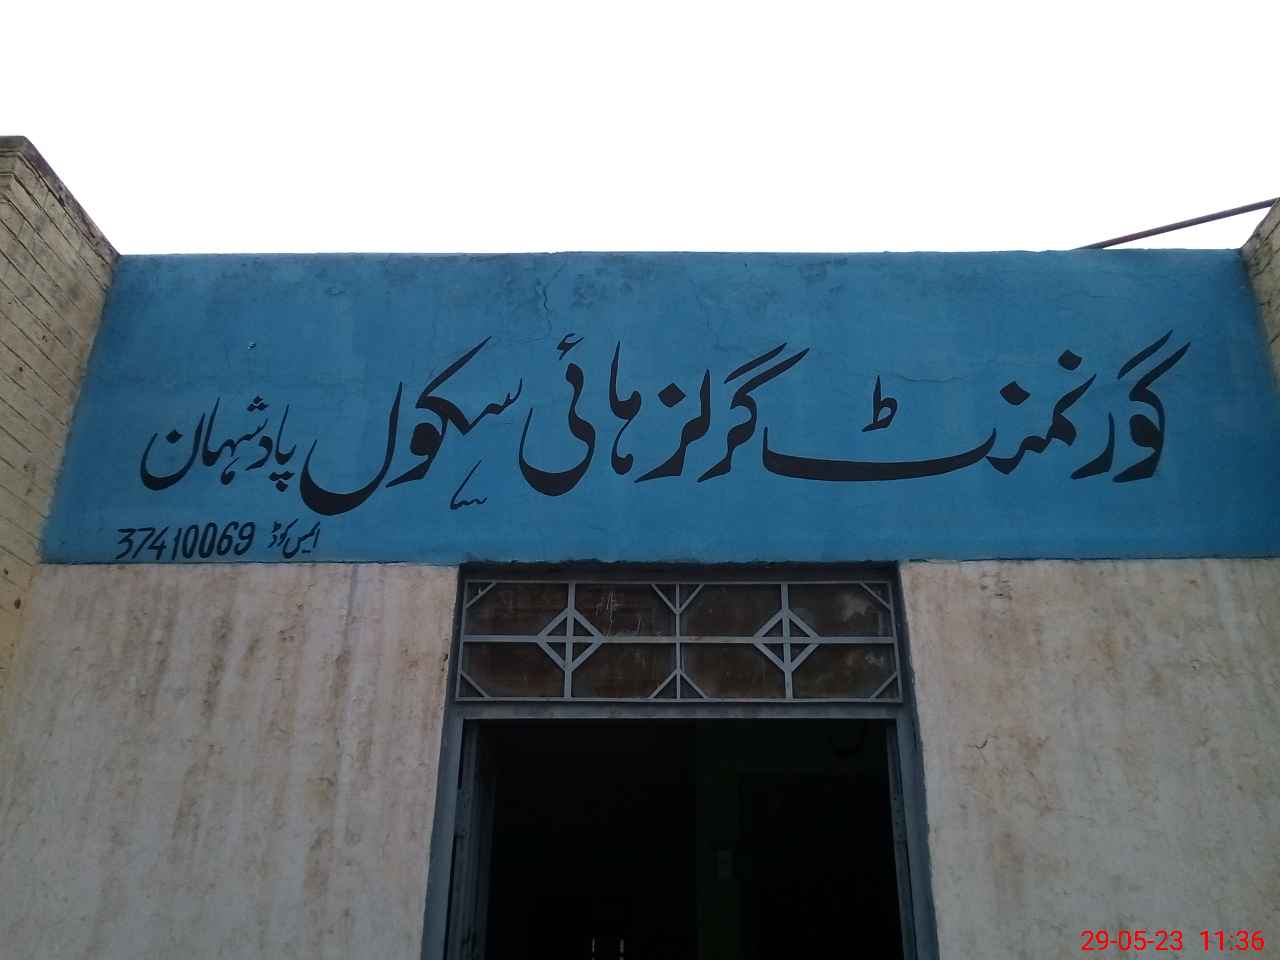 گورنمنٹ گرلز ہائی سکول پادشہان
ایس کوڈ 37410069
29-05-23 11:36